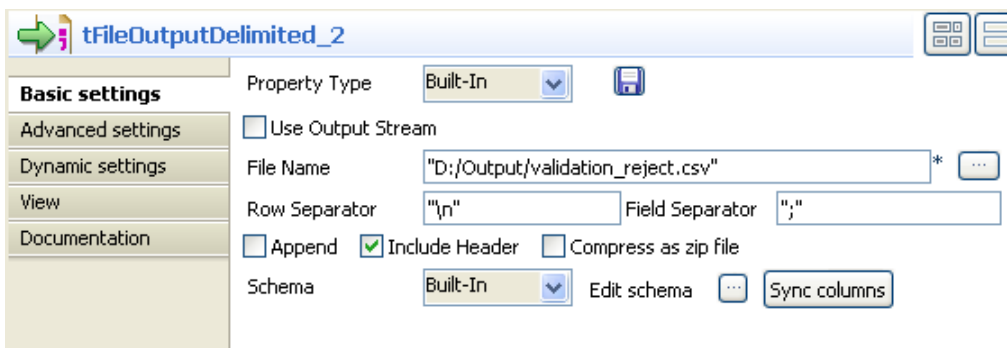 tFileOutputDelimited_2
Basic settings
Advanced settings
Dynamic settings
View
Documentation
Property Type Built-In
Use Output Stream
File Name "D:/Output/validation_reject.csv" * ...
Row Separator "\n" Field Separator ";"
Append Include Header Compress as zip file
Schema Built-In Edit schema ... Sync columns